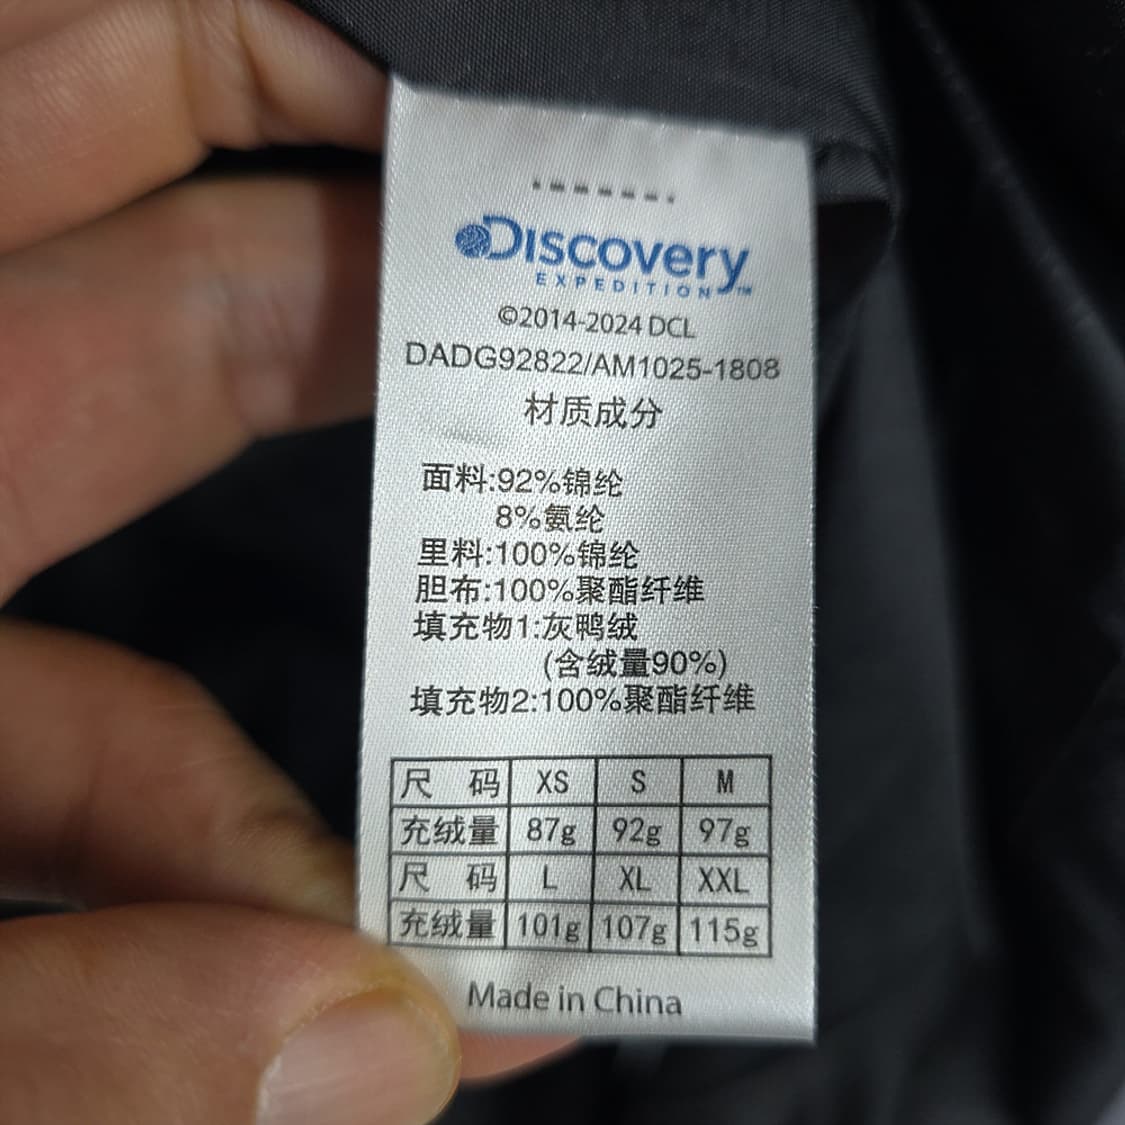 Discovery
EXPEDITION™
©2014-2024 DCL
DADG92822/AM1025-1808
材质成分
面料:92%锦纶
8%氨纶
里料:100%锦纶
胆布:100%聚酯纤维
填充物1:灰鸭绒
(含绒量90%)
填充物2:100%聚酯纤维
尺 码 XS S M
充绒量 87g 92g 97g
尺 码 L XL XXL
充绒量 101g 107g 115g
Made in China